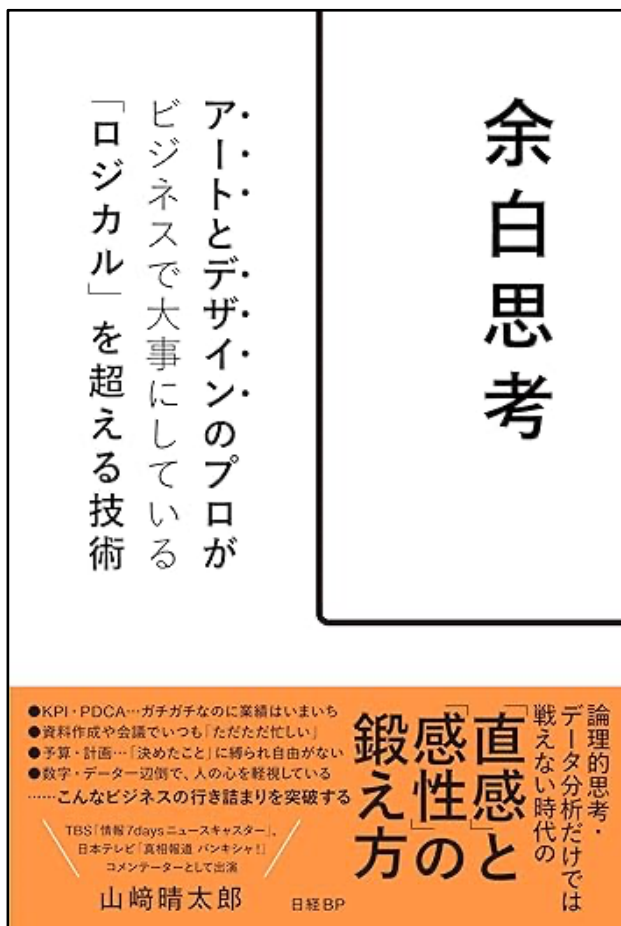 余白思考
アートとデザインのプロが
ビジネスで大事にしている
「ロジカル」を超える技術
論理的思考・
データ分析だけでは
戦えない時代の
「直感」と
「感性」の
鍛え方
●KPI・PDCA…ガチガチなのに業績はいまいち
●資料作成や会議でいつも「ただただ忙しい」
●予算・計画…「決めたこと」に縛られ自由がない
●数字・データ一辺倒で、人の心を軽視している
……こんなビジネスの行き詰まりを突破する
TBS「情報7daysニュースキャスター」、
日本テレビ「真相報道 バンキシャ!」
コメンテーターとして出演
山﨑晴太郎
日経BP